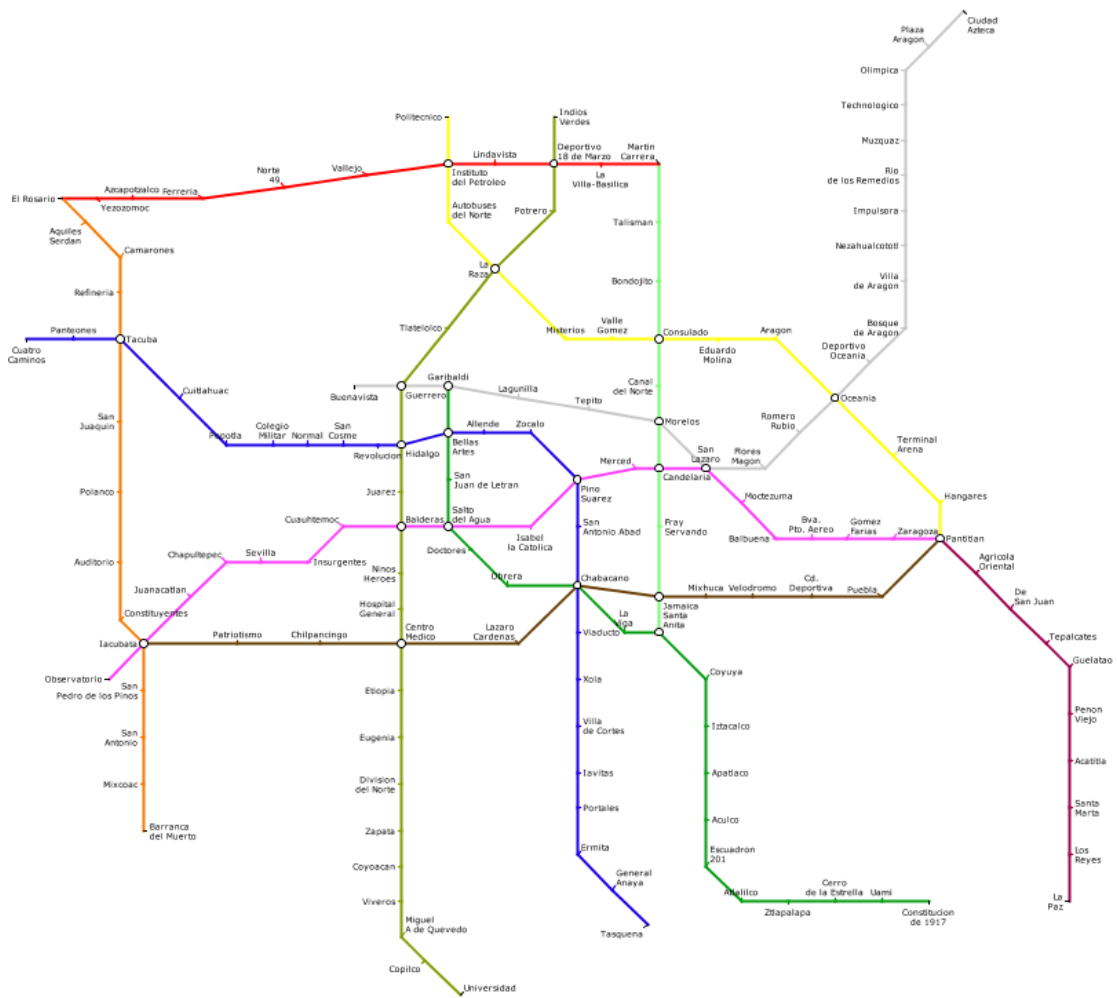 Ciudad
Azteca
Plaza
Aragon
Olimpica
Technologico
Muzquaz
Rio
de los Remedios
Impulsora
Nezahualcototl
Villa
de Aragon
Bosque
de Aragon
Deportivo
Oceania
Oceania
Romero
Rubio
Flores
Magon
San
Lazaro
Morelos
Tepito
Lagunilla
Garibaldi
Guerrero
Buenavista
Politecnico
Instituto
del Petroleo
Autobuses
del Norte
La
Raza
Misterios
Valle
Gomez
Consulado
Eduardo
Molina
Aragon
Terminal
Arena
Hangares
Pantitlan
Indios
Verdes
Deportivo
18 de Marzo
Potrero
Tlatelolco
Hidalgo
Juarez
Balderas
Ninos
Heroes
Hospital
General
Centro
Medico
Etiopia
Eugenia
Division
del Norte
Zapata
Coyoacan
Viveros
Miguel
A de Quevedo
Copilco
Universidad
El Rosario
Yezozomoc
Azcapotzalco
Ferreria
Norte
49
Vallejo
Lindavista
La
Villa-Basilica
Martin
Carrera
Talisman
Bondojito
Canal
del Norte
Candelaria
Fray
Servando
Jamaica
Santa
Anita
Aquiles
Serdan
Camarones
Refineria
Tacuba
San
Juaquin
Polanco
Auditorio
Constituyentes
Iacubata
San
Pedro de los Pinos
San
Antonio
Mixcoac
Barranca
del Muerto
Cuatro
Caminos
Panteones
Cuitlahuac
Popotla
Colegio
Militar
Normal
San
Cosme
Revolucion
Bellas
Artes
Allende
Zocalo
Pino
Suarez
San
Antonio Abad
Chabacano
Viaducto
Xola
Villa
de Cortes
Iavitas
Portales
Ermita
General
Anaya
Tasquena
Observatorio
Juanacatlan
Chapultepec
Sevilla
Insurgentes
Cuauhtemoc
Salto
del Agua
Isabel
la Catolica
Merced
Moctezuma
Balbuena
Bva.
Pto. Aereo
Gomez
Farias
Zaragoza
San
Juan de Letran
Doctores
Obrera
La
Viga
Coyuya
Iztacalco
Apatlaco
Aculco
Escuadron
201
Atlalilco
Ztlapalapa
Cerro
de la Estrella
Uami
Constitucion
de 1917
Patriotismo
Chilpancingo
Lazaro
Cardenas
Mixhuca
Velodromo
Cd.
Deportiva
Puebla
Agricola
Oriental
De
San Juan
Tepalcates
Guelatao
Penon
Viejo
Acatitla
Santa
Marta
Los
Reyes
La
Paz